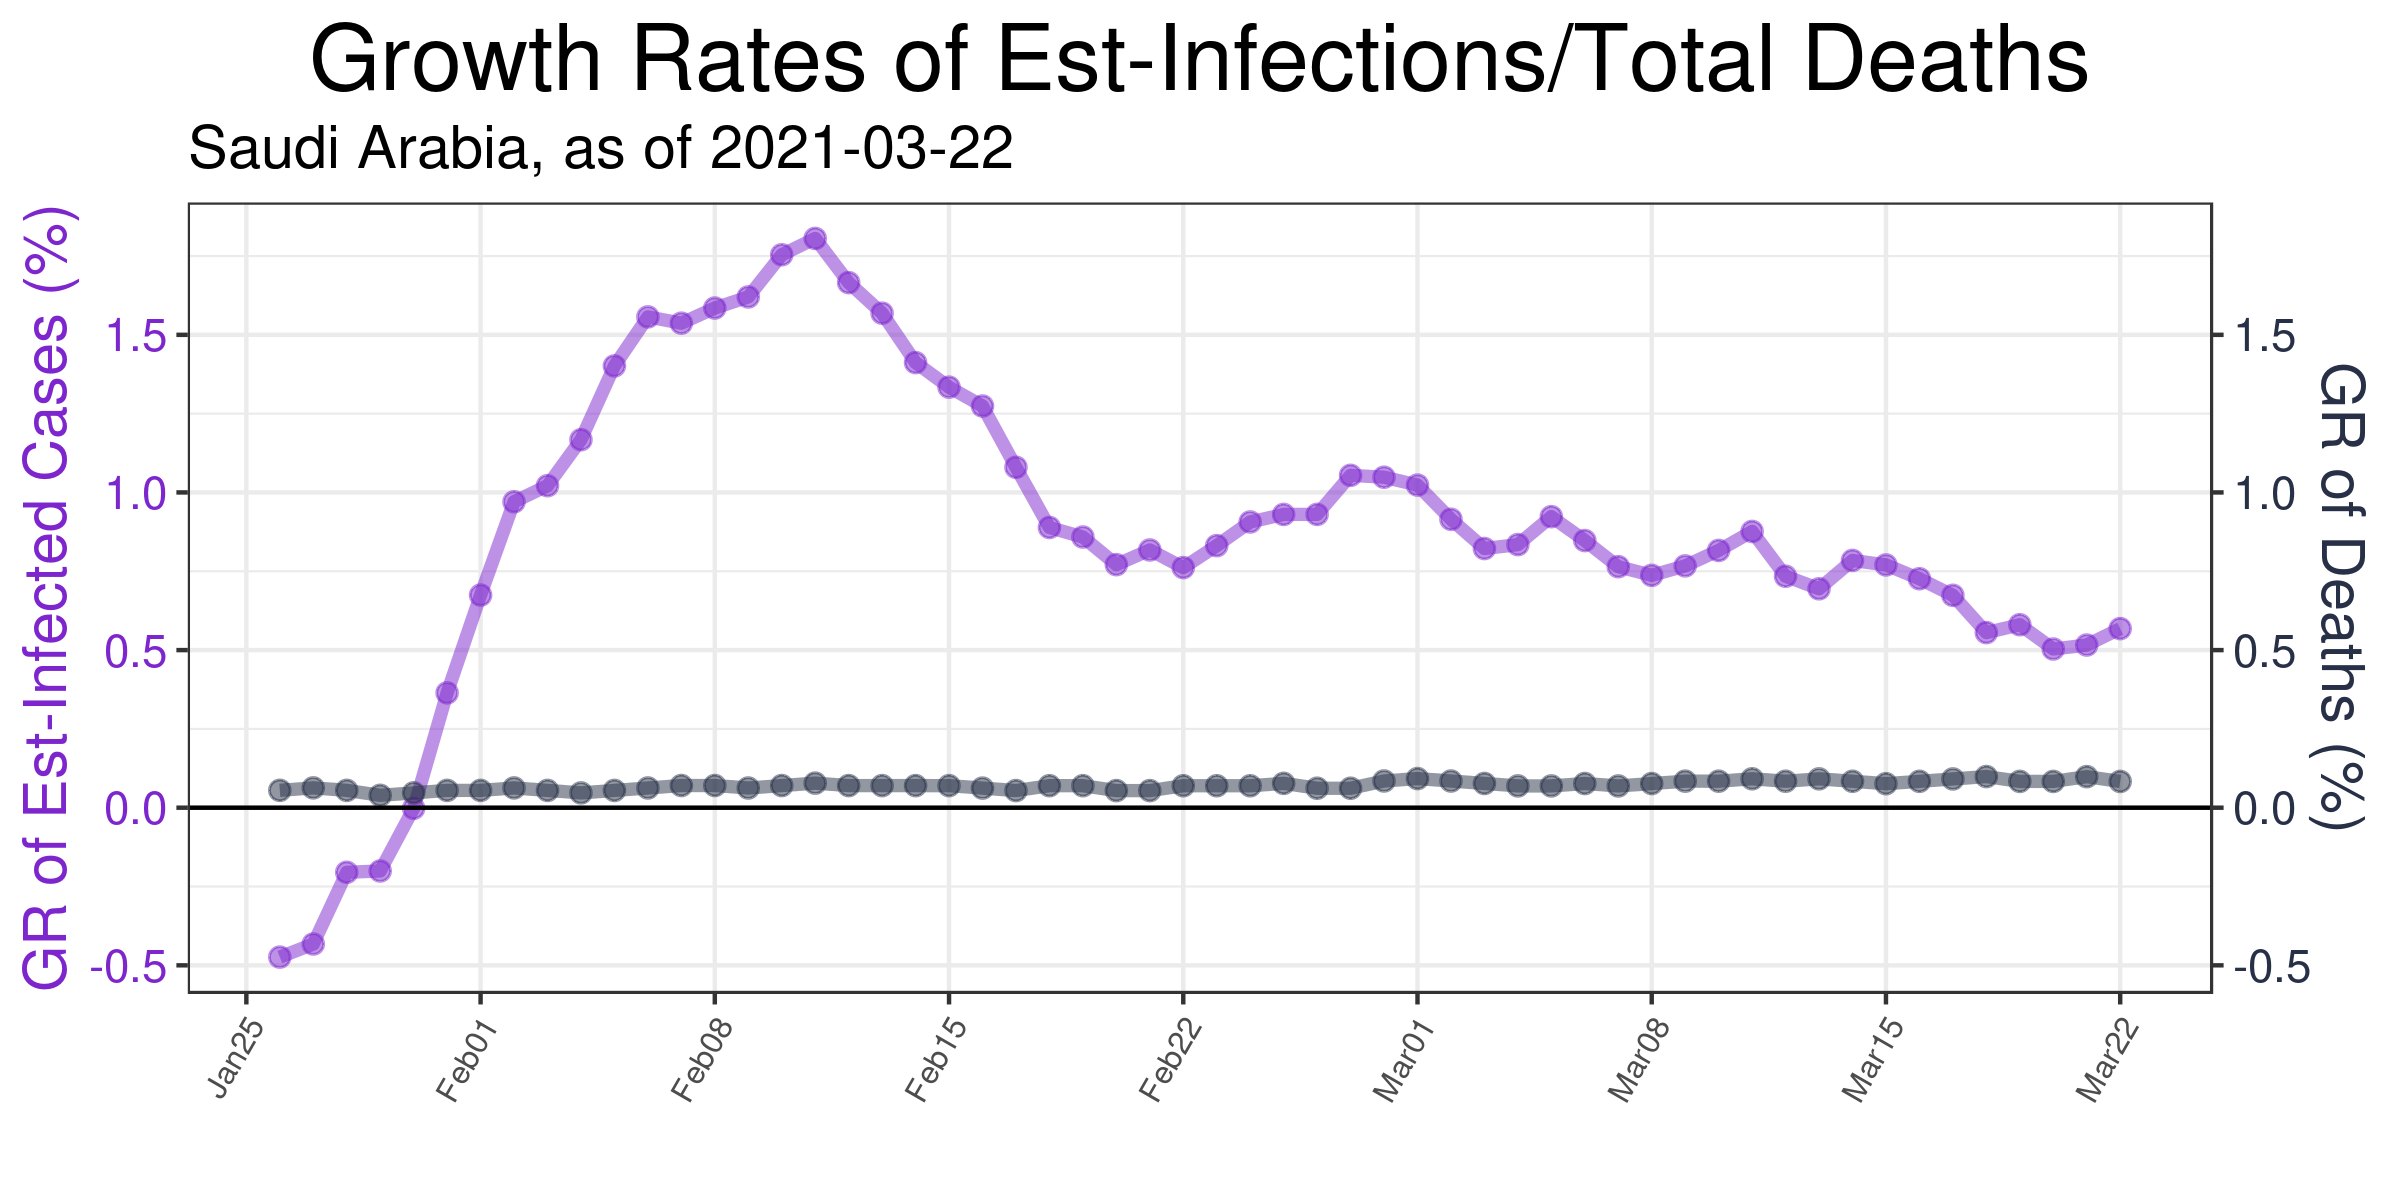 Growth Rates of Est-Infections/Total Deaths
Saudi Arabia, as of 2021-03-22
GR of Est-Infected Cases (%)
1.5
1.0
0.5
0.0
-0.5
1.5
1.0
0.5
0.0
-0.5
GR of Deaths (%)
Jan25
Feb01
Feb08
Feb15
Feb22
Mar01
Mar08
Mar15
Mar22